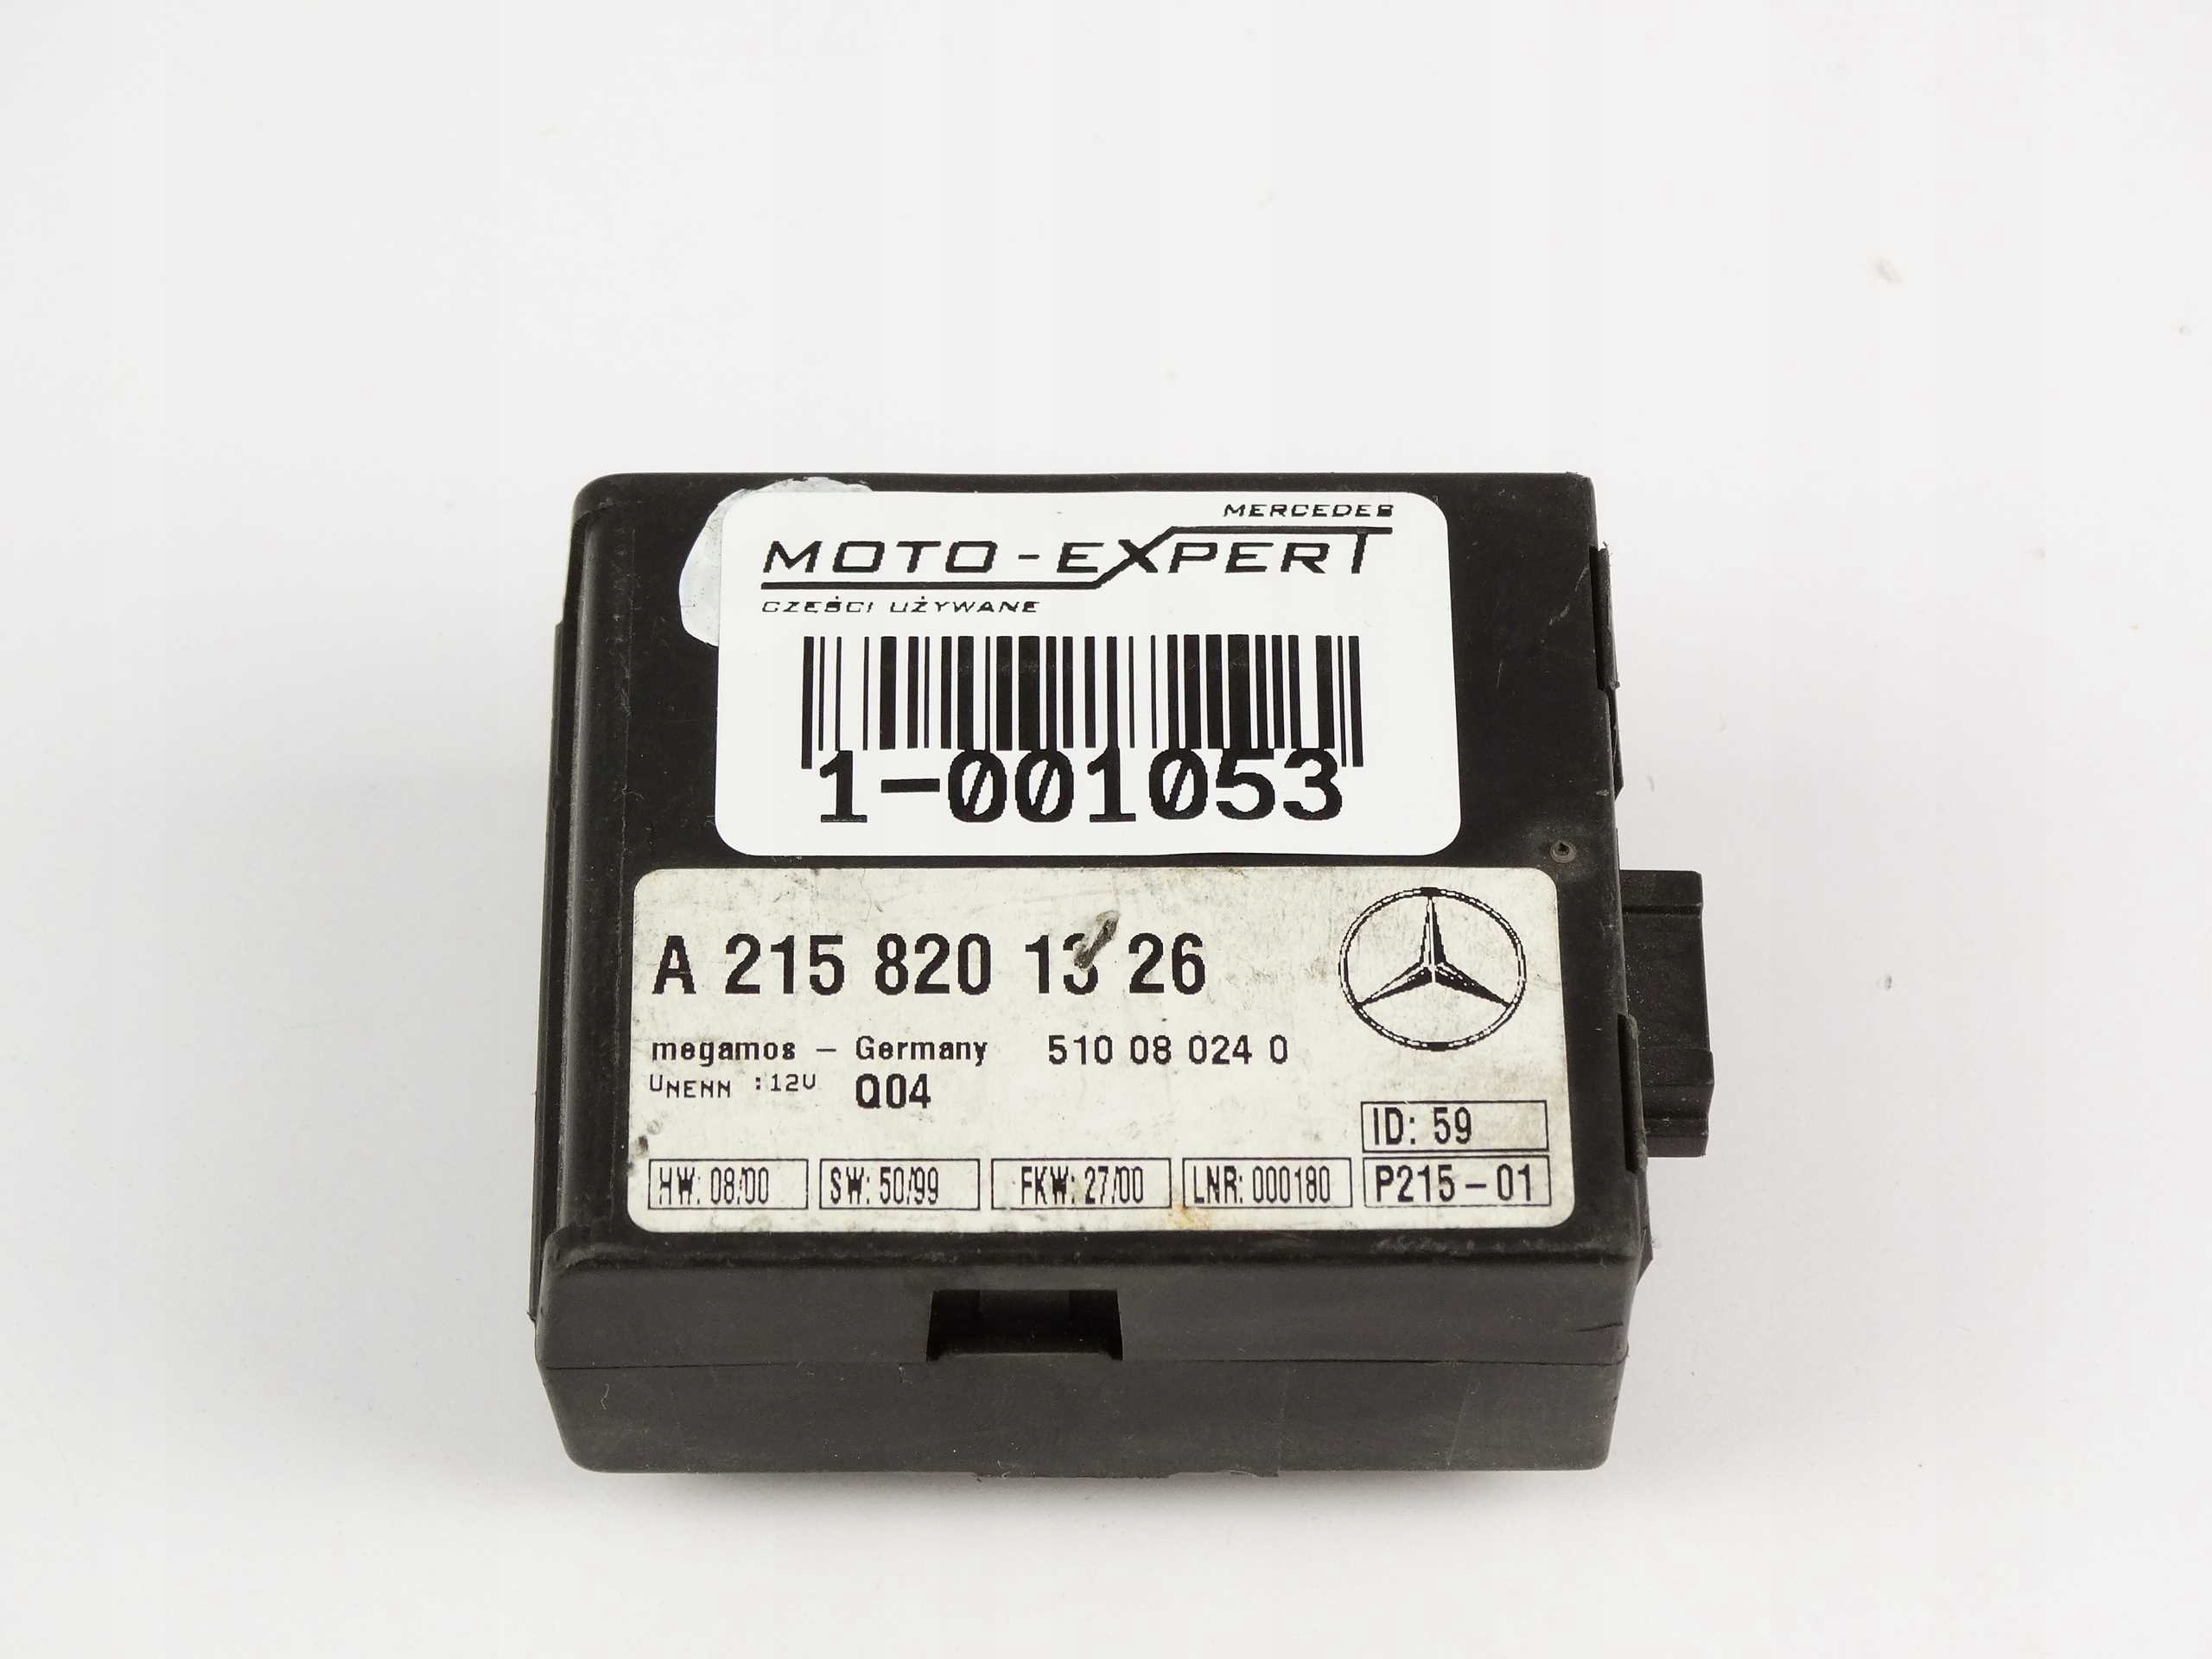 MERCEDES
MOTO-EXPERT
CZĘŚCI UŻYWANE
1-001053
A 215 820 13 26
megamos - Germany 510 08 024 0
UNENN :12V Q04
ID: 59
HW: 08/00 SW: 50/99 FKW: 27/00 LNR: 000180 P215-01